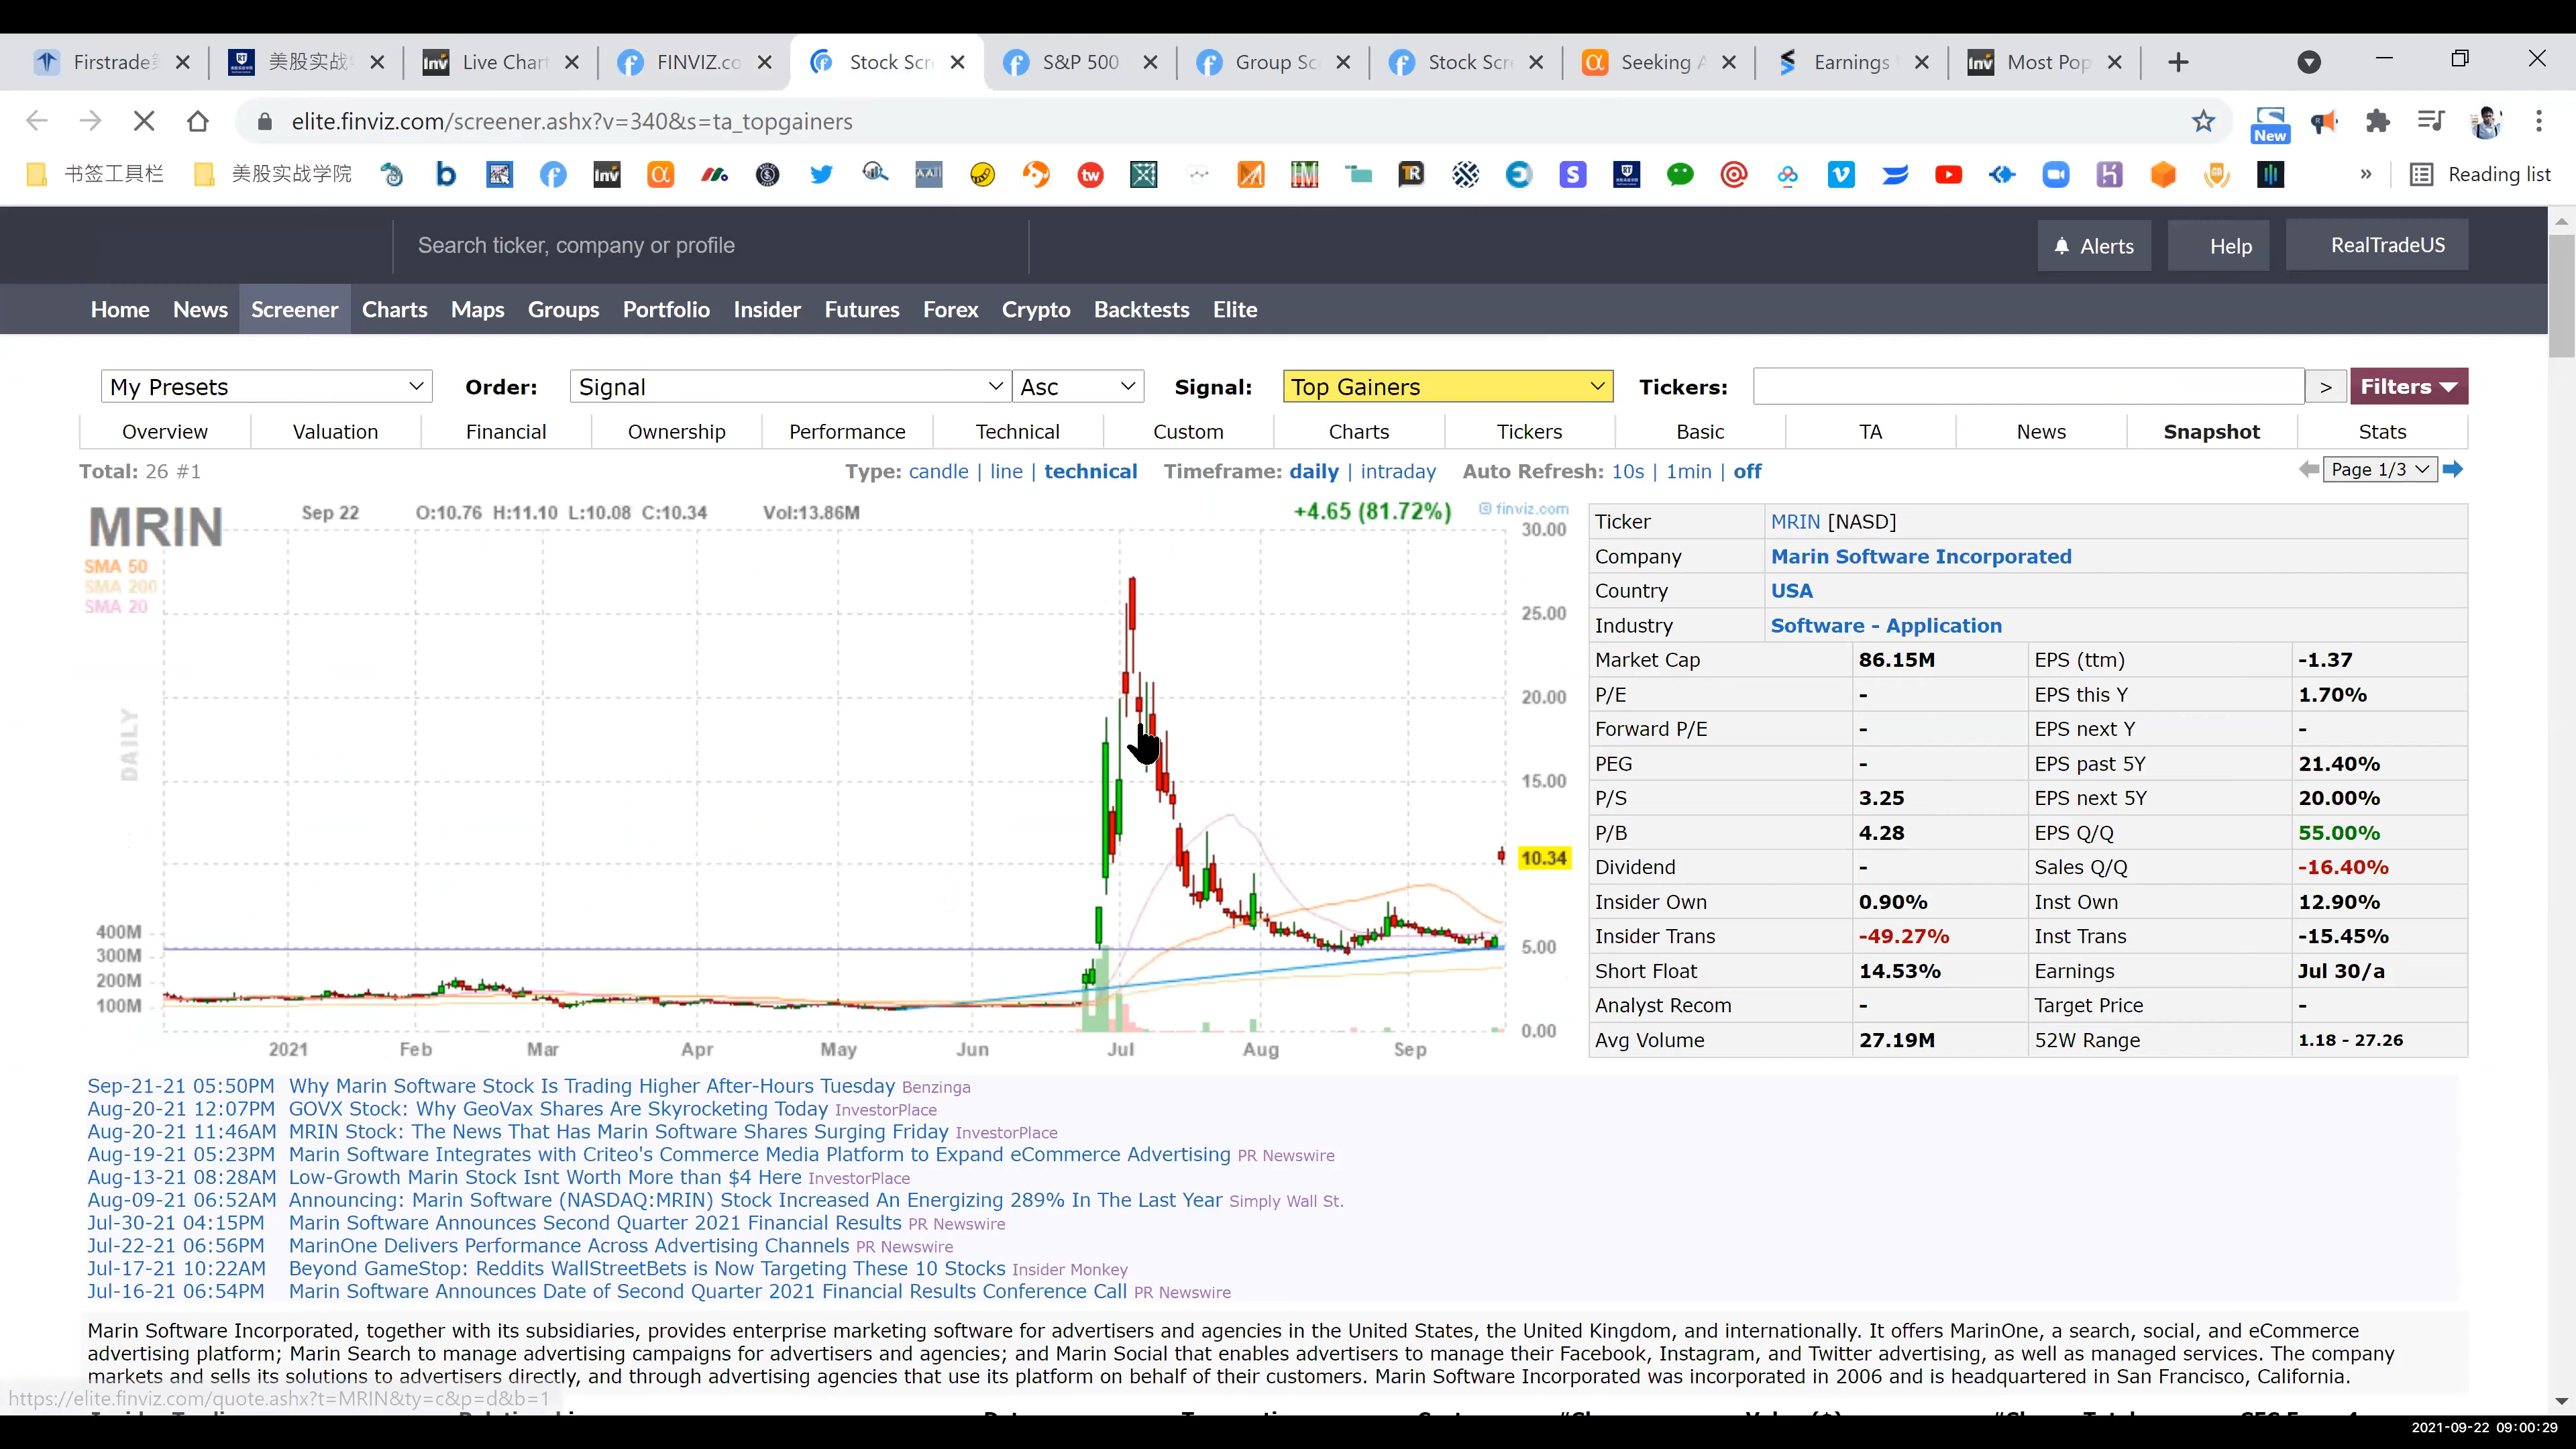 Firstrade
美股实战
Live Char
FINVIZ.co
Stock Scr
S&P 500
Group Sc
Stock Scr
Seeking A
Earnings
Most Pop
elite.finviz.com/screener.ashx?v=340&s=ta_topgainers
New
书签工具栏
美股实战学院
Reading list
Search ticker, company or profile
Alerts
Help
RealTradeUS
Home News Screener Charts Maps Groups Portfolio Insider Futures Forex Crypto Backtests Elite
My Presets Order: Signal Asc Signal: Top Gainers Tickers: > Filters
Overview Valuation Financial Ownership Performance Technical Custom Charts Tickers Basic TA News Snapshot Stats
Total: 26 #1 Type: candle | line | technical Timeframe: daily | intraday Auto Refresh: 10s | 1min | off Page 1/3
MRIN Sep 22 O:10.76 H:11.10 L:10.08 C:10.34 Vol:13.86M +4.65 (81.72%) © finviz.com
SMA 50
SMA 200
SMA 20
DAILY
30.00
25.00
20.00
15.00
10.34
5.00
0.00
400M
300M
200M
100M
2021 Feb Mar Apr May Jun Jul Aug Sep
Ticker MRIN [NASD]
Company Marin Software Incorporated
Country USA
Industry Software - Application
Market Cap 86.15M EPS (ttm) -1.37
P/E - EPS this Y 1.70%
Forward P/E - EPS next Y -
PEG - EPS past 5Y 21.40%
P/S 3.25 EPS next 5Y 20.00%
P/B 4.28 EPS Q/Q 55.00%
Dividend - Sales Q/Q -16.40%
Insider Own 0.90% Inst Own 12.90%
Insider Trans -49.27% Inst Trans -15.45%
Short Float 14.53% Earnings Jul 30/a
Analyst Recom - Target Price -
Avg Volume 27.19M 52W Range 1.18 - 27.26
Sep-21-21 05:50PM Why Marin Software Stock Is Trading Higher After-Hours Tuesday Benzinga
Aug-20-21 12:07PM GOVX Stock: Why GeoVax Shares Are Skyrocketing Today InvestorPlace
Aug-20-21 11:46AM MRIN Stock: The News That Has Marin Software Shares Surging Friday InvestorPlace
Aug-19-21 05:23PM Marin Software Integrates with Criteo's Commerce Media Platform to Expand eCommerce Advertising PR Newswire
Aug-13-21 08:28AM Low-Growth Marin Stock Isnt Worth More than $4 Here InvestorPlace
Aug-09-21 06:52AM Announcing: Marin Software (NASDAQ:MRIN) Stock Increased An Energizing 289% In The Last Year Simply Wall St.
Jul-30-21 04:15PM Marin Software Announces Second Quarter 2021 Financial Results PR Newswire
Jul-22-21 06:56PM MarinOne Delivers Performance Across Advertising Channels PR Newswire
Jul-17-21 10:22AM Beyond GameStop: Reddits WallStreetBets is Now Targeting These 10 Stocks Insider Monkey
Jul-16-21 06:54PM Marin Software Announces Date of Second Quarter 2021 Financial Results Conference Call PR Newswire
Marin Software Incorporated, together with its subsidiaries, provides enterprise marketing software for advertisers and agencies in the United States, the United Kingdom, and internationally. It offers MarinOne, a search, social, and eCommerce
advertising platform; Marin Search to manage advertising campaigns for advertisers and agencies; and Marin Social that enables advertisers to manage their Facebook, Instagram, and Twitter advertising, as well as managed services. The company
markets and sells its solutions to advertisers directly, and through advertising agencies that use its platform on behalf of their customers. Marin Software Incorporated was incorporated in 2006 and is headquartered in San Francisco, California.
https://elite.finviz.com/quote.ashx?t=MRIN&ty=c&p=d&b=1
2021-09-22 09:00:29